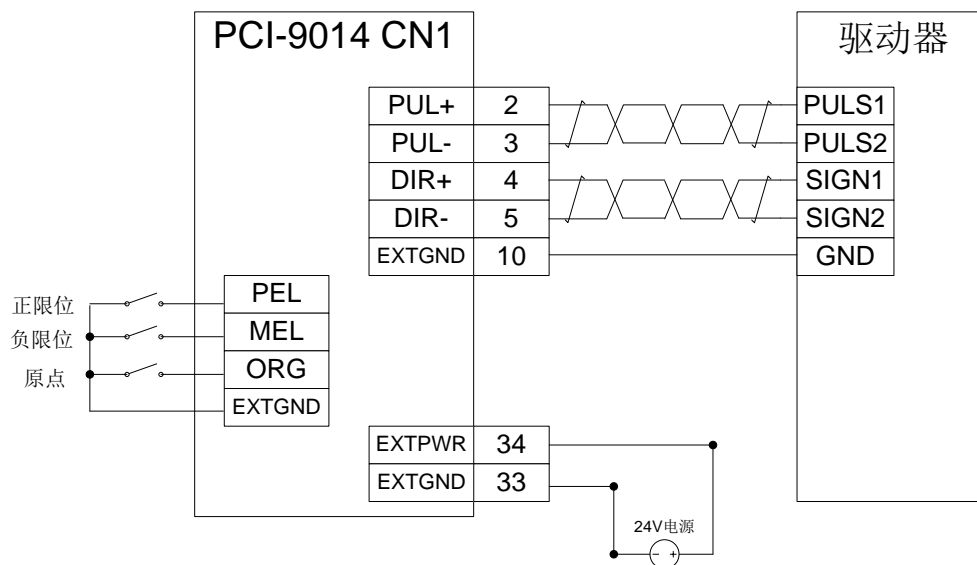 PCI-9014 CN1
驱动器
PUL+ 2 PULS1
PUL- 3 PULS2
DIR+ 4 SIGN1
DIR- 5 SIGN2
EXTGND 10 GND
正限位 PEL
负限位 MEL
原点 ORG
EXTGND
EXTPWR 34
EXTGND 33
24V电源
- +